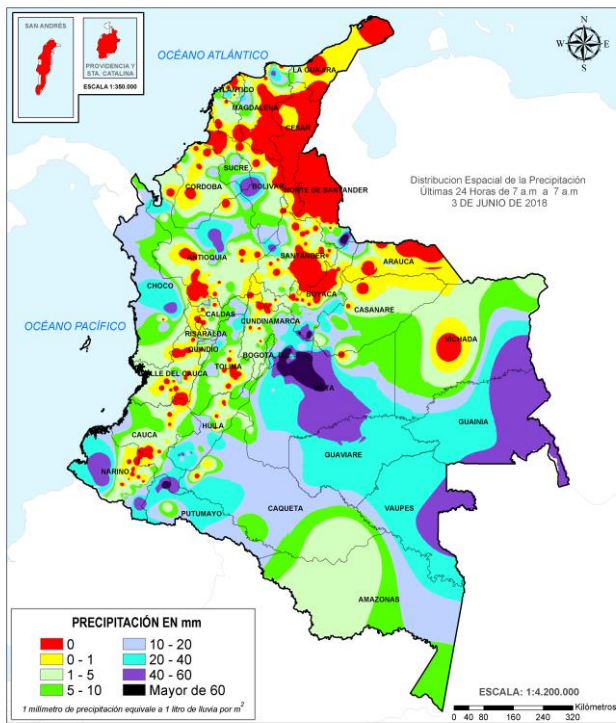 SAN ANDRÉS
PROVIDENCIA Y
STA. CATALINA
ESCALA 1:350.000
OCÉANO ATLÁNTICO
N
W
E
S
LA GUAJIRA
ATLÁNTICO
MAGDALENA
CESAR
SUCRE
CORDOBA
BOLIVAR
NORTE DE SANTANDER
Distribucion Espacial de la Precipitación
Últimas 24 Horas de 7 a.m a 7 a.m
3 DE JUNIO DE 2018
ANTIOQUIA
SANTANDER
ARAUCA
CHOCO
BOYACA
CASANARE
OCÉANO PACÍFICO
CALDAS
CUNDINAMARCA
RISARALDA
VICHADA
QUINDIO
BOGOTÁ, D.C.
VALLE DEL CAUCA
TOLIMA
META
GUAINIA
CAUCA
HUILA
GUAVIARE
NARIÑO
PUTUMAYO
CAQUETA
VAUPES
AMAZONAS
PRECIPITACIÓN EN mm
0
0 - 1
1 - 5
5 - 10
10 - 20
20 - 40
40 - 60
Mayor de 60
1 milímetro de precipitación equivale a 1 litro de lluvia por m²
ESCALA: 1:4.200.000
Kilómetros
0 40 80 160 240 320